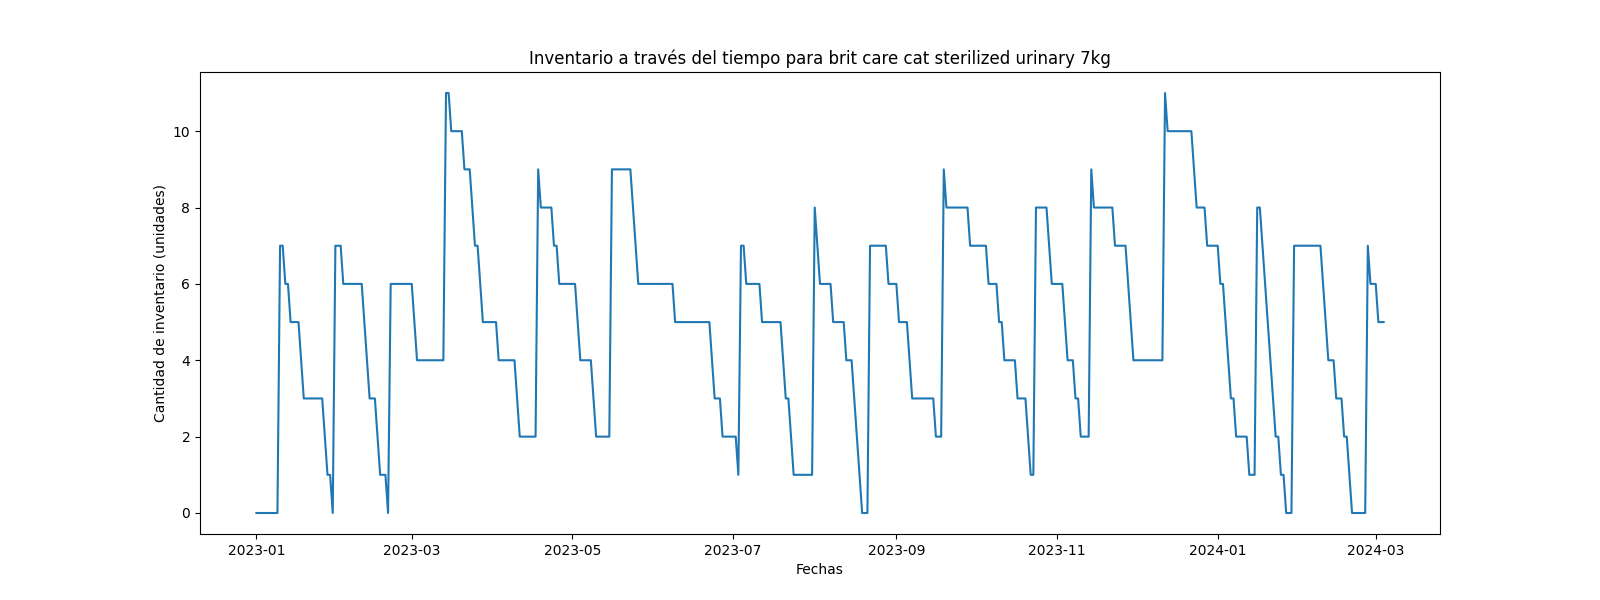 Inventario a través del tiempo para brit care cat sterilized urinary 7kg
Cantidad de inventario (unidades)
10
8
6
4
2
0
2023-01 2023-03 2023-05 2023-07 2023-09 2023-11 2024-01 2024-03
Fechas